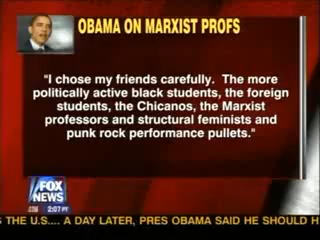 OBAMA ON MARXIST PROFS
"I chose my friends carefully. The more
politically active black students, the foreign
students, the Chicanos, the Marxist
professors and structural feminists and
punk rock performance pullets."
FOX
NEWS
2:07 PT
S THE U.S.... A DAY LATER, PRES OBAMA SAID HE SHOULD H